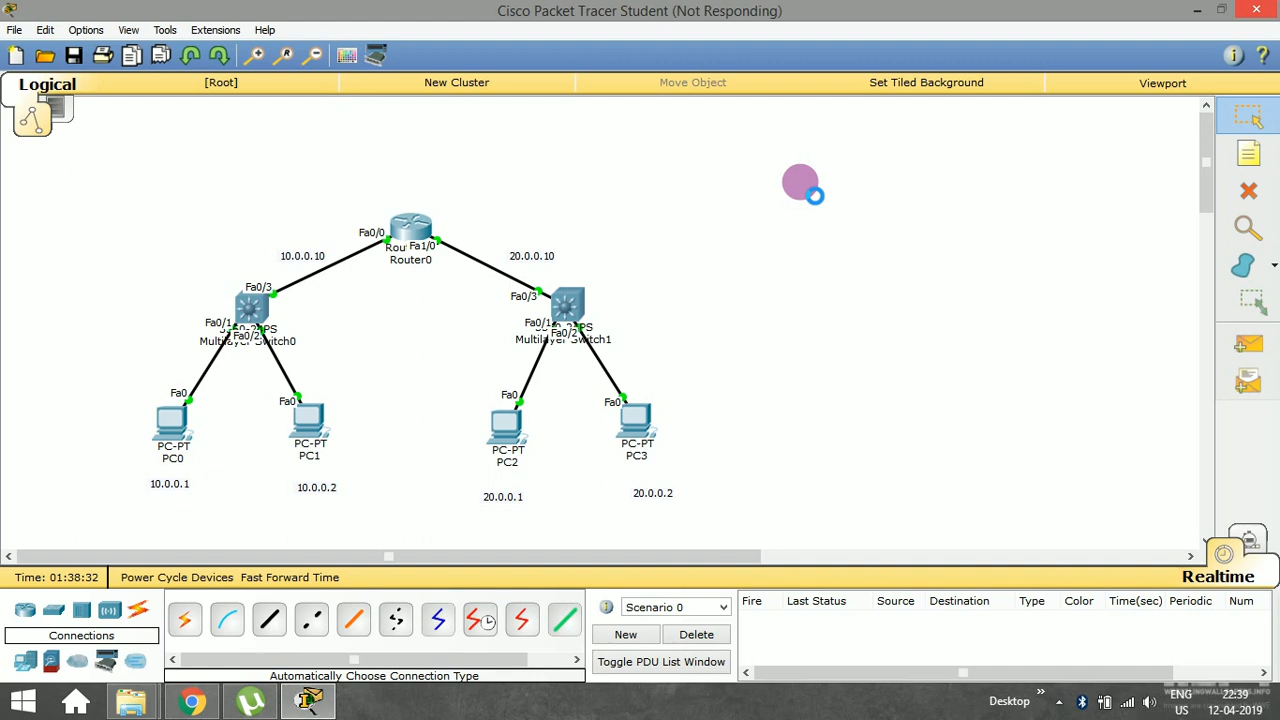 Cisco Packet Tracer Student (Not Responding)
File Edit Options View Tools Extensions Help
Logical [Root] New Cluster Move Object Set Tiled Background Viewport
Fa0/0 Fa1/0
Router0
10.0.0.10 20.0.0.10
Fa0/3 Fa0/3
Fa0/1 Fa0/2 Fa0/1 Fa0/2
Multilayer Switch0 Multilayer Switch1
Fa0 Fa0 Fa0 Fa0
PC-PT PC-PT PC-PT PC-PT
PC0 PC1 PC2 PC3
10.0.0.1 10.0.0.2 20.0.0.1 20.0.0.2
Realtime
Time: 01:38:32 Power Cycle Devices Fast Forward Time
Connections
Automatically Choose Connection Type
Scenario 0
New Delete
Toggle PDU List Window
Fire Last Status Source Destination Type Color Time(sec) Periodic Num
Desktop
ENG
US
22:39
12-04-2019